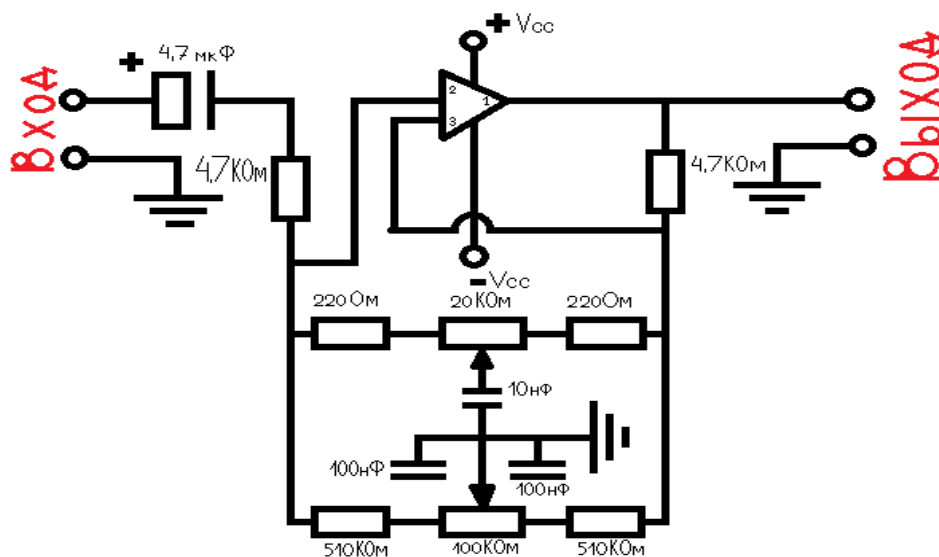 + Vcc
+ 4,7 мкФ
Вход
Выход
2
1
3
4,7КОм
4,7КОм
- Vcc
220Ом
20КОм
220Ом
10нФ
100нФ
100нФ
510КОм
100КОм
510КОм